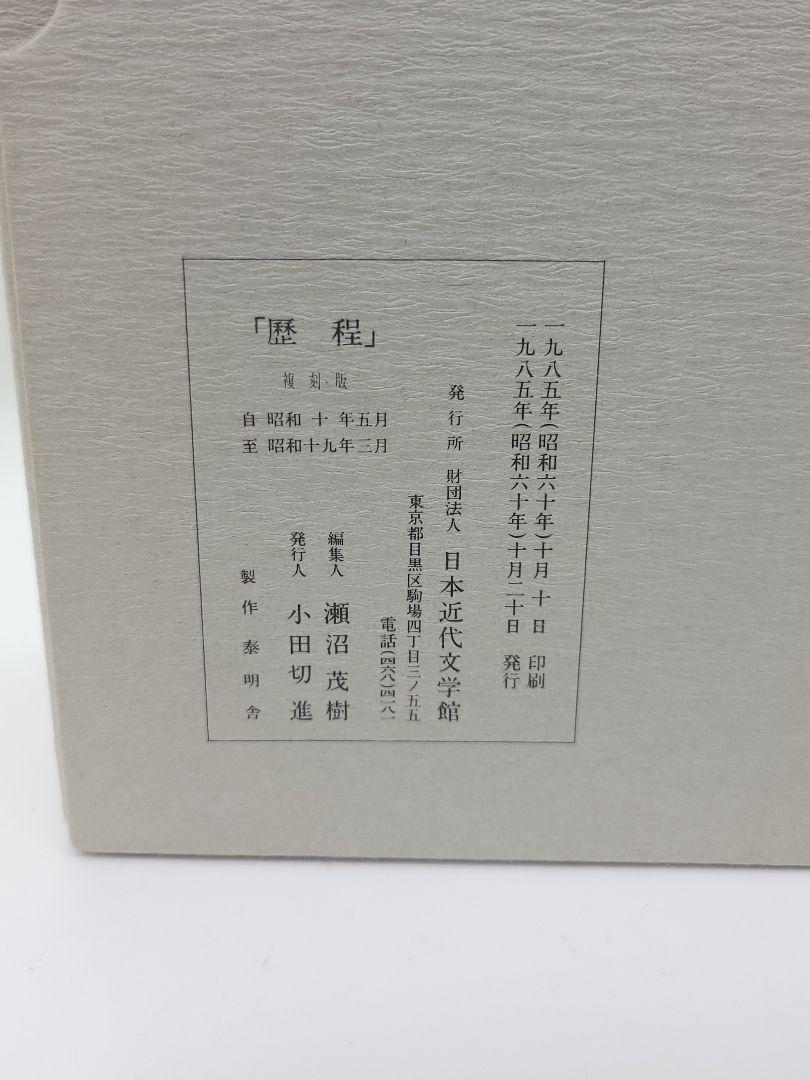 「歴程」
複刻版
自 昭和十年五月
至 昭和十九年三月
一九八五年(昭和六十年)十月十日 印刷
一九八五年(昭和六十年)十月二十日 発行
発行所 財団法人 日本近代文学館
東京都目黒区駒場四丁目三ノ五五
電話(四六八)四一八一
編集人 瀬沼茂樹
発行人 小田切進
製作 泰明舎